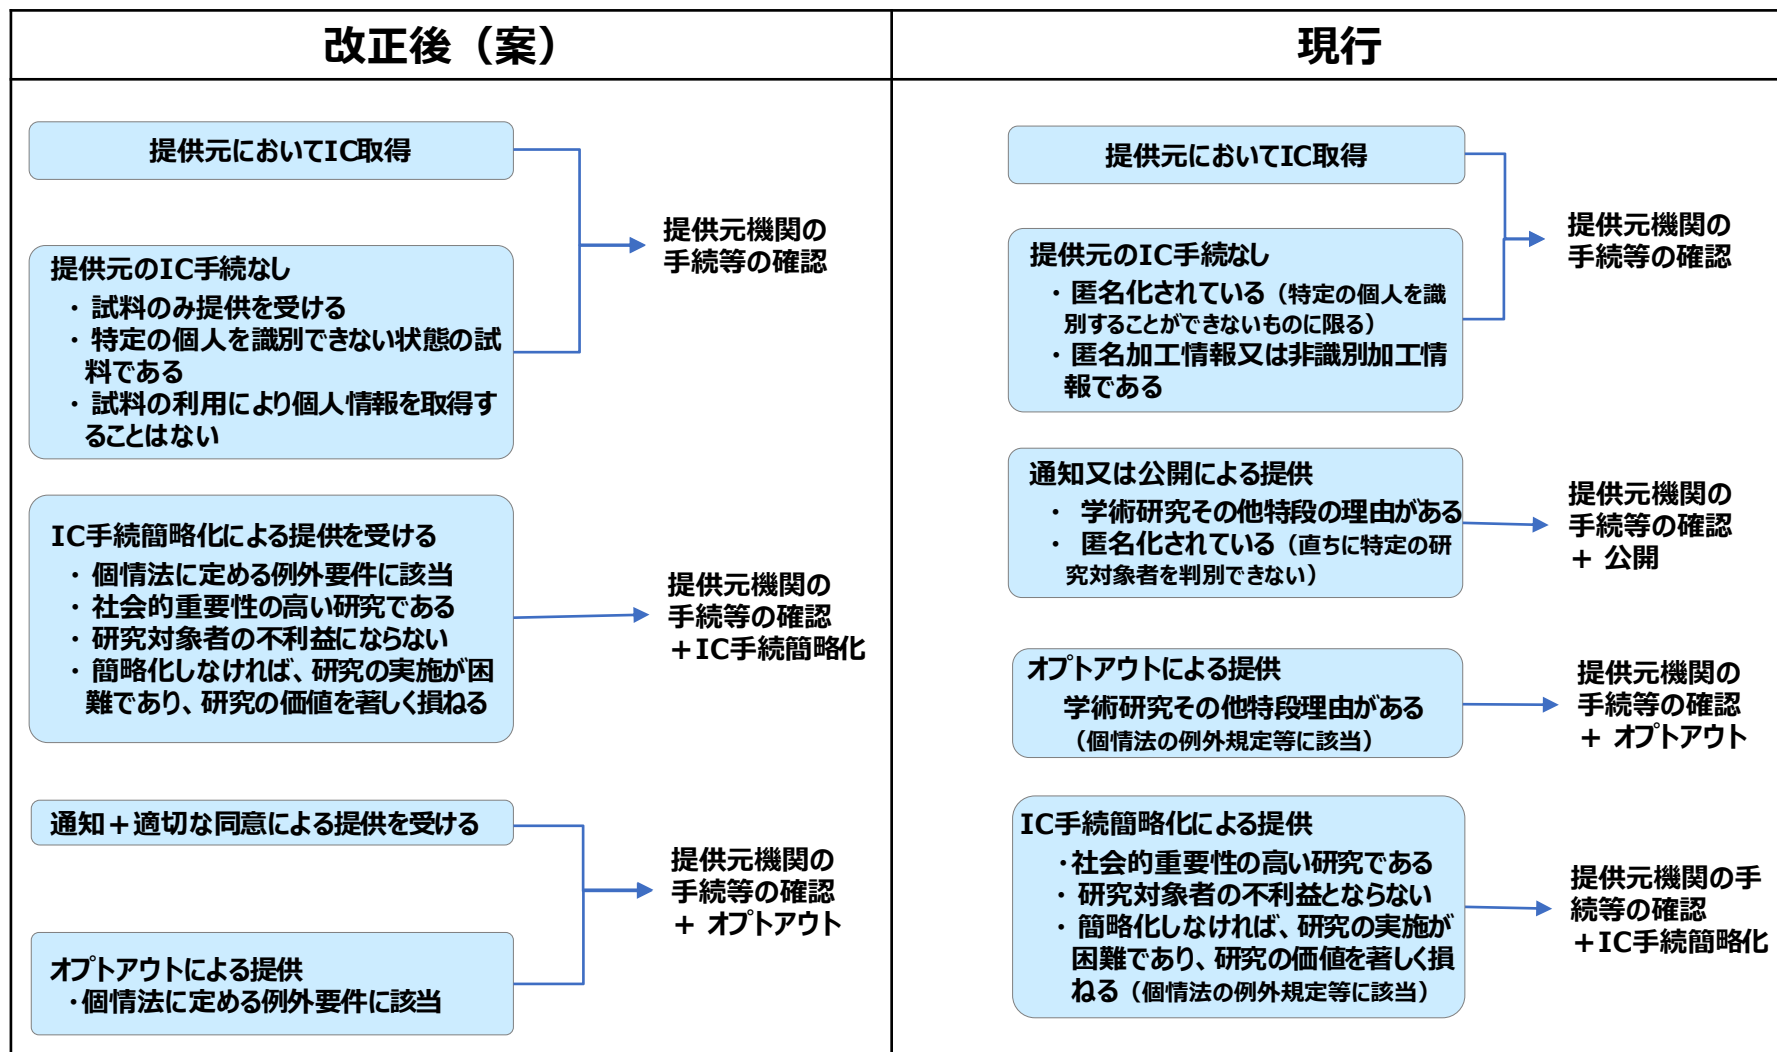 改正後（案）
提供元においてIC取得
提供元のIC手続なし
・ 試料のみ提供を受ける
・ 特定の個人を識別できない状態の試
料である
・ 試料の利用により個人情報を取得す
ることはない
提供元機関の
手続等の確認
IC手続簡略化による提供を受ける
・ 個情法に定める例外要件に該当
・ 社会的重要性の高い研究である
・ 研究対象者の不利益にならない
・ 簡略化しなければ、研究の実施が困
難であり、研究の価値を著しく損ねる
提供元機関の
手続等の確認
＋IC手続簡略化
通知＋適切な同意による提供を受ける
オプトアウトによる提供
・個情法に定める例外要件に該当
提供元機関の
手続等の確認
＋ オプトアウト
現行
提供元においてIC取得
提供元のIC手続なし
・ 匿名化されている（特定の個人を識
別することができないものに限る）
・ 匿名加工情報又は非識別加工情
報である
提供元機関の
手続等の確認
通知又は公開による提供
・ 学術研究その他特段の理由がある
・ 匿名化されている（直ちに特定の研
究対象者を判別できない）
提供元機関の
手続等の確認
＋ 公開
オプトアウトによる提供
学術研究その他特段理由がある
（個情法の例外規定等に該当）
提供元機関の
手続等の確認
＋ オプトアウト
IC手続簡略化による提供
・社会的重要性の高い研究である
・ 研究対象者の不利益とならない
・ 簡略化しなければ、研究の実施が
困難であり、研究の価値を著しく損
ねる（個情法の例外規定等に該当）
提供元機関の手
続等の確認
＋IC手続簡略化